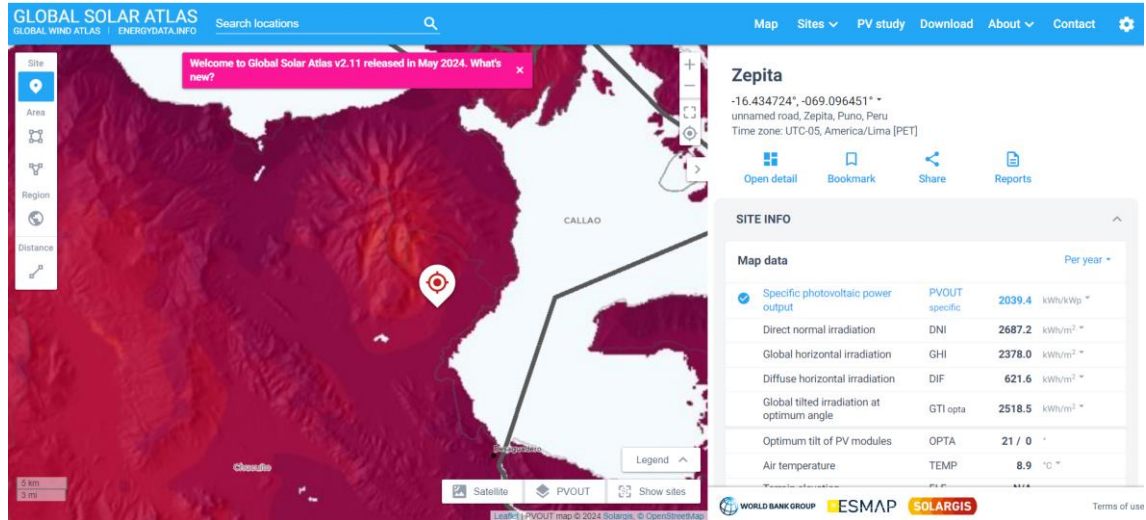 GLOBAL SOLAR ATLAS
GLOBAL WIND ATLAS | ENERGYDATA.INFO
Search locations
Map Sites PV study Download About Contact
Site
Area
Region
Distance
Welcome to Global Solar Atlas v2.11 released in May 2024. What's
new?
×
+
−
CALLAO
Desaguadero
Chucuito
5 km
3 mi
Legend
Satellite PVOUT Show sites
Leaflet | PVOUT map © 2024 Solargis, © OpenStreetMap
Zepita
-16.434724°, -069.096451°
unnamed road, Zepita, Puno, Peru
Time zone: UTC-05, America/Lima [PET]
Open detail Bookmark Share Reports
SITE INFO
Map data Per year
Specific photovoltaic power output PVOUT specific 2039.4 kWh/kWp
Direct normal irradiation DNI 2687.2 kWh/m²
Global horizontal irradiation GHI 2378.0 kWh/m²
Diffuse horizontal irradiation DIF 621.6 kWh/m²
Global tilted irradiation at optimum angle GTI opta 2518.5 kWh/m²
Optimum tilt of PV modules OPTA 21 / 0 °
Air temperature TEMP 8.9 °C
WORLD BANK GROUP ESMAP SOLARGIS Terms of use